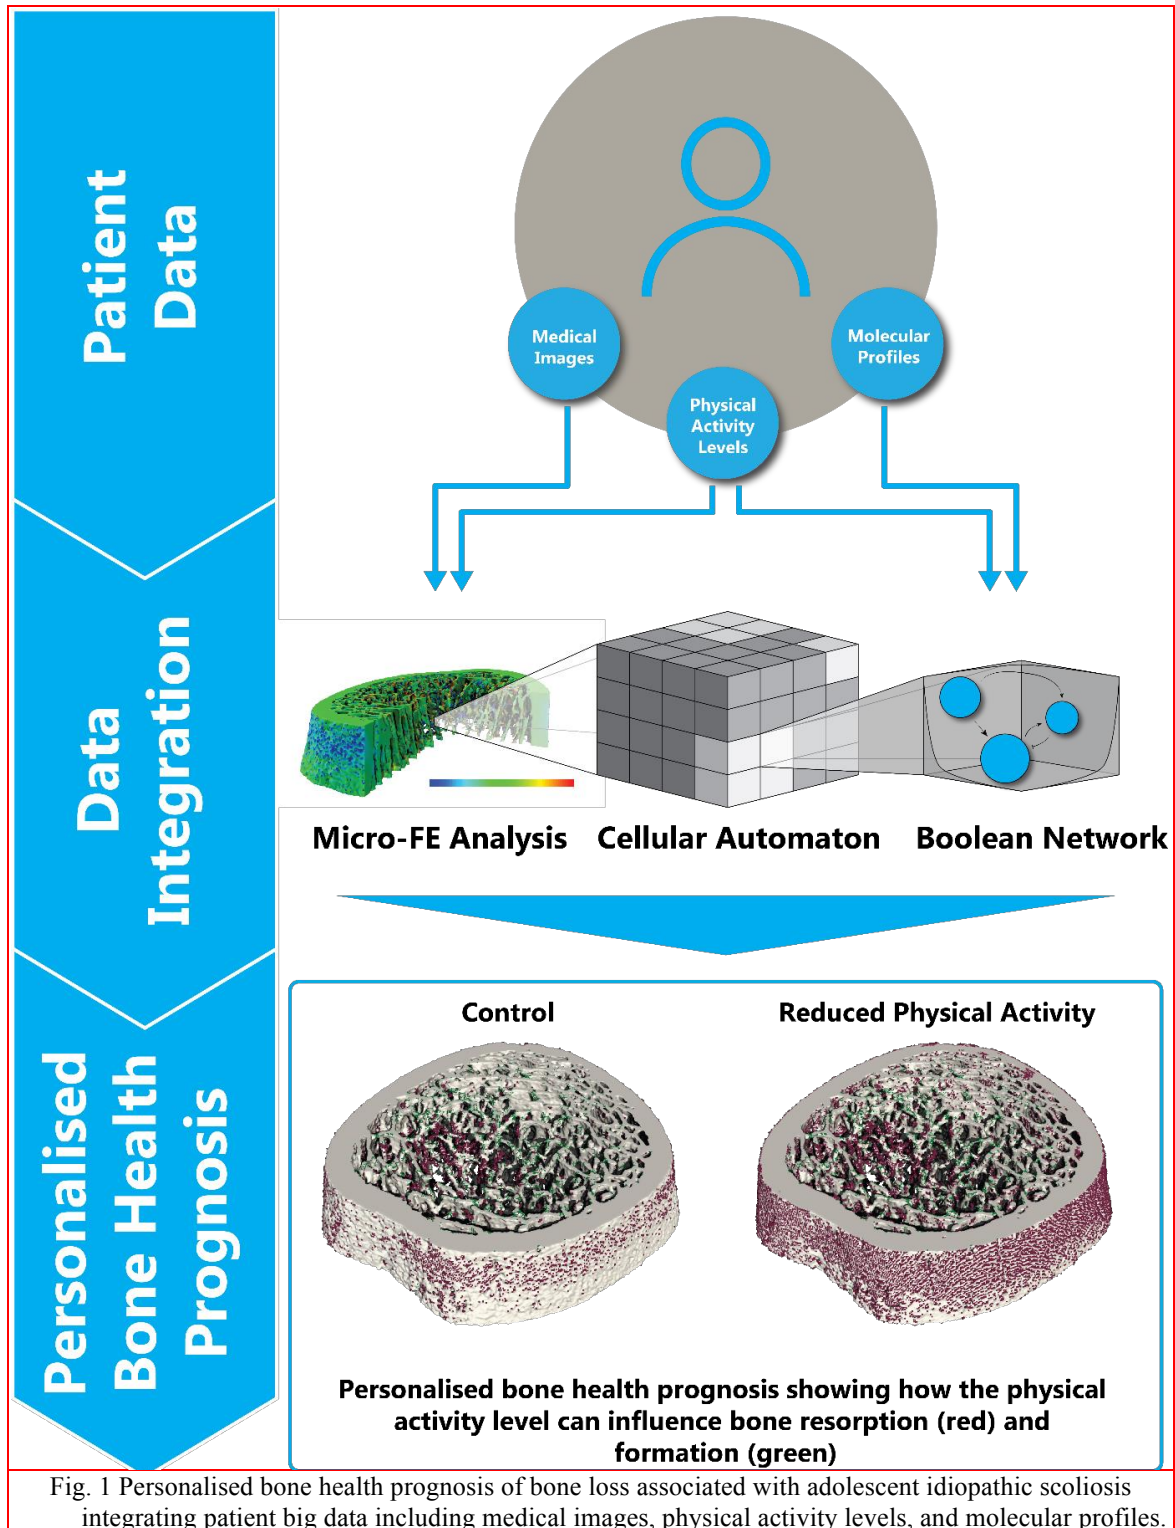 Patient
Data
Medical
Images
Physical
Activity
Levels
Molecular
Profiles
Data
Integration
Micro-FE Analysis
Cellular Automaton
Boolean Network
Personalised
Bone Health
Prognosis
Control
Reduced Physical Activity
Personalised bone health prognosis showing how the physical
activity level can influence bone resorption (red) and
formation (green)
Fig. 1 Personalised bone health prognosis of bone loss associated with adolescent idiopathic scoliosis
integrating patient big data including medical images, physical activity levels, and molecular profiles.